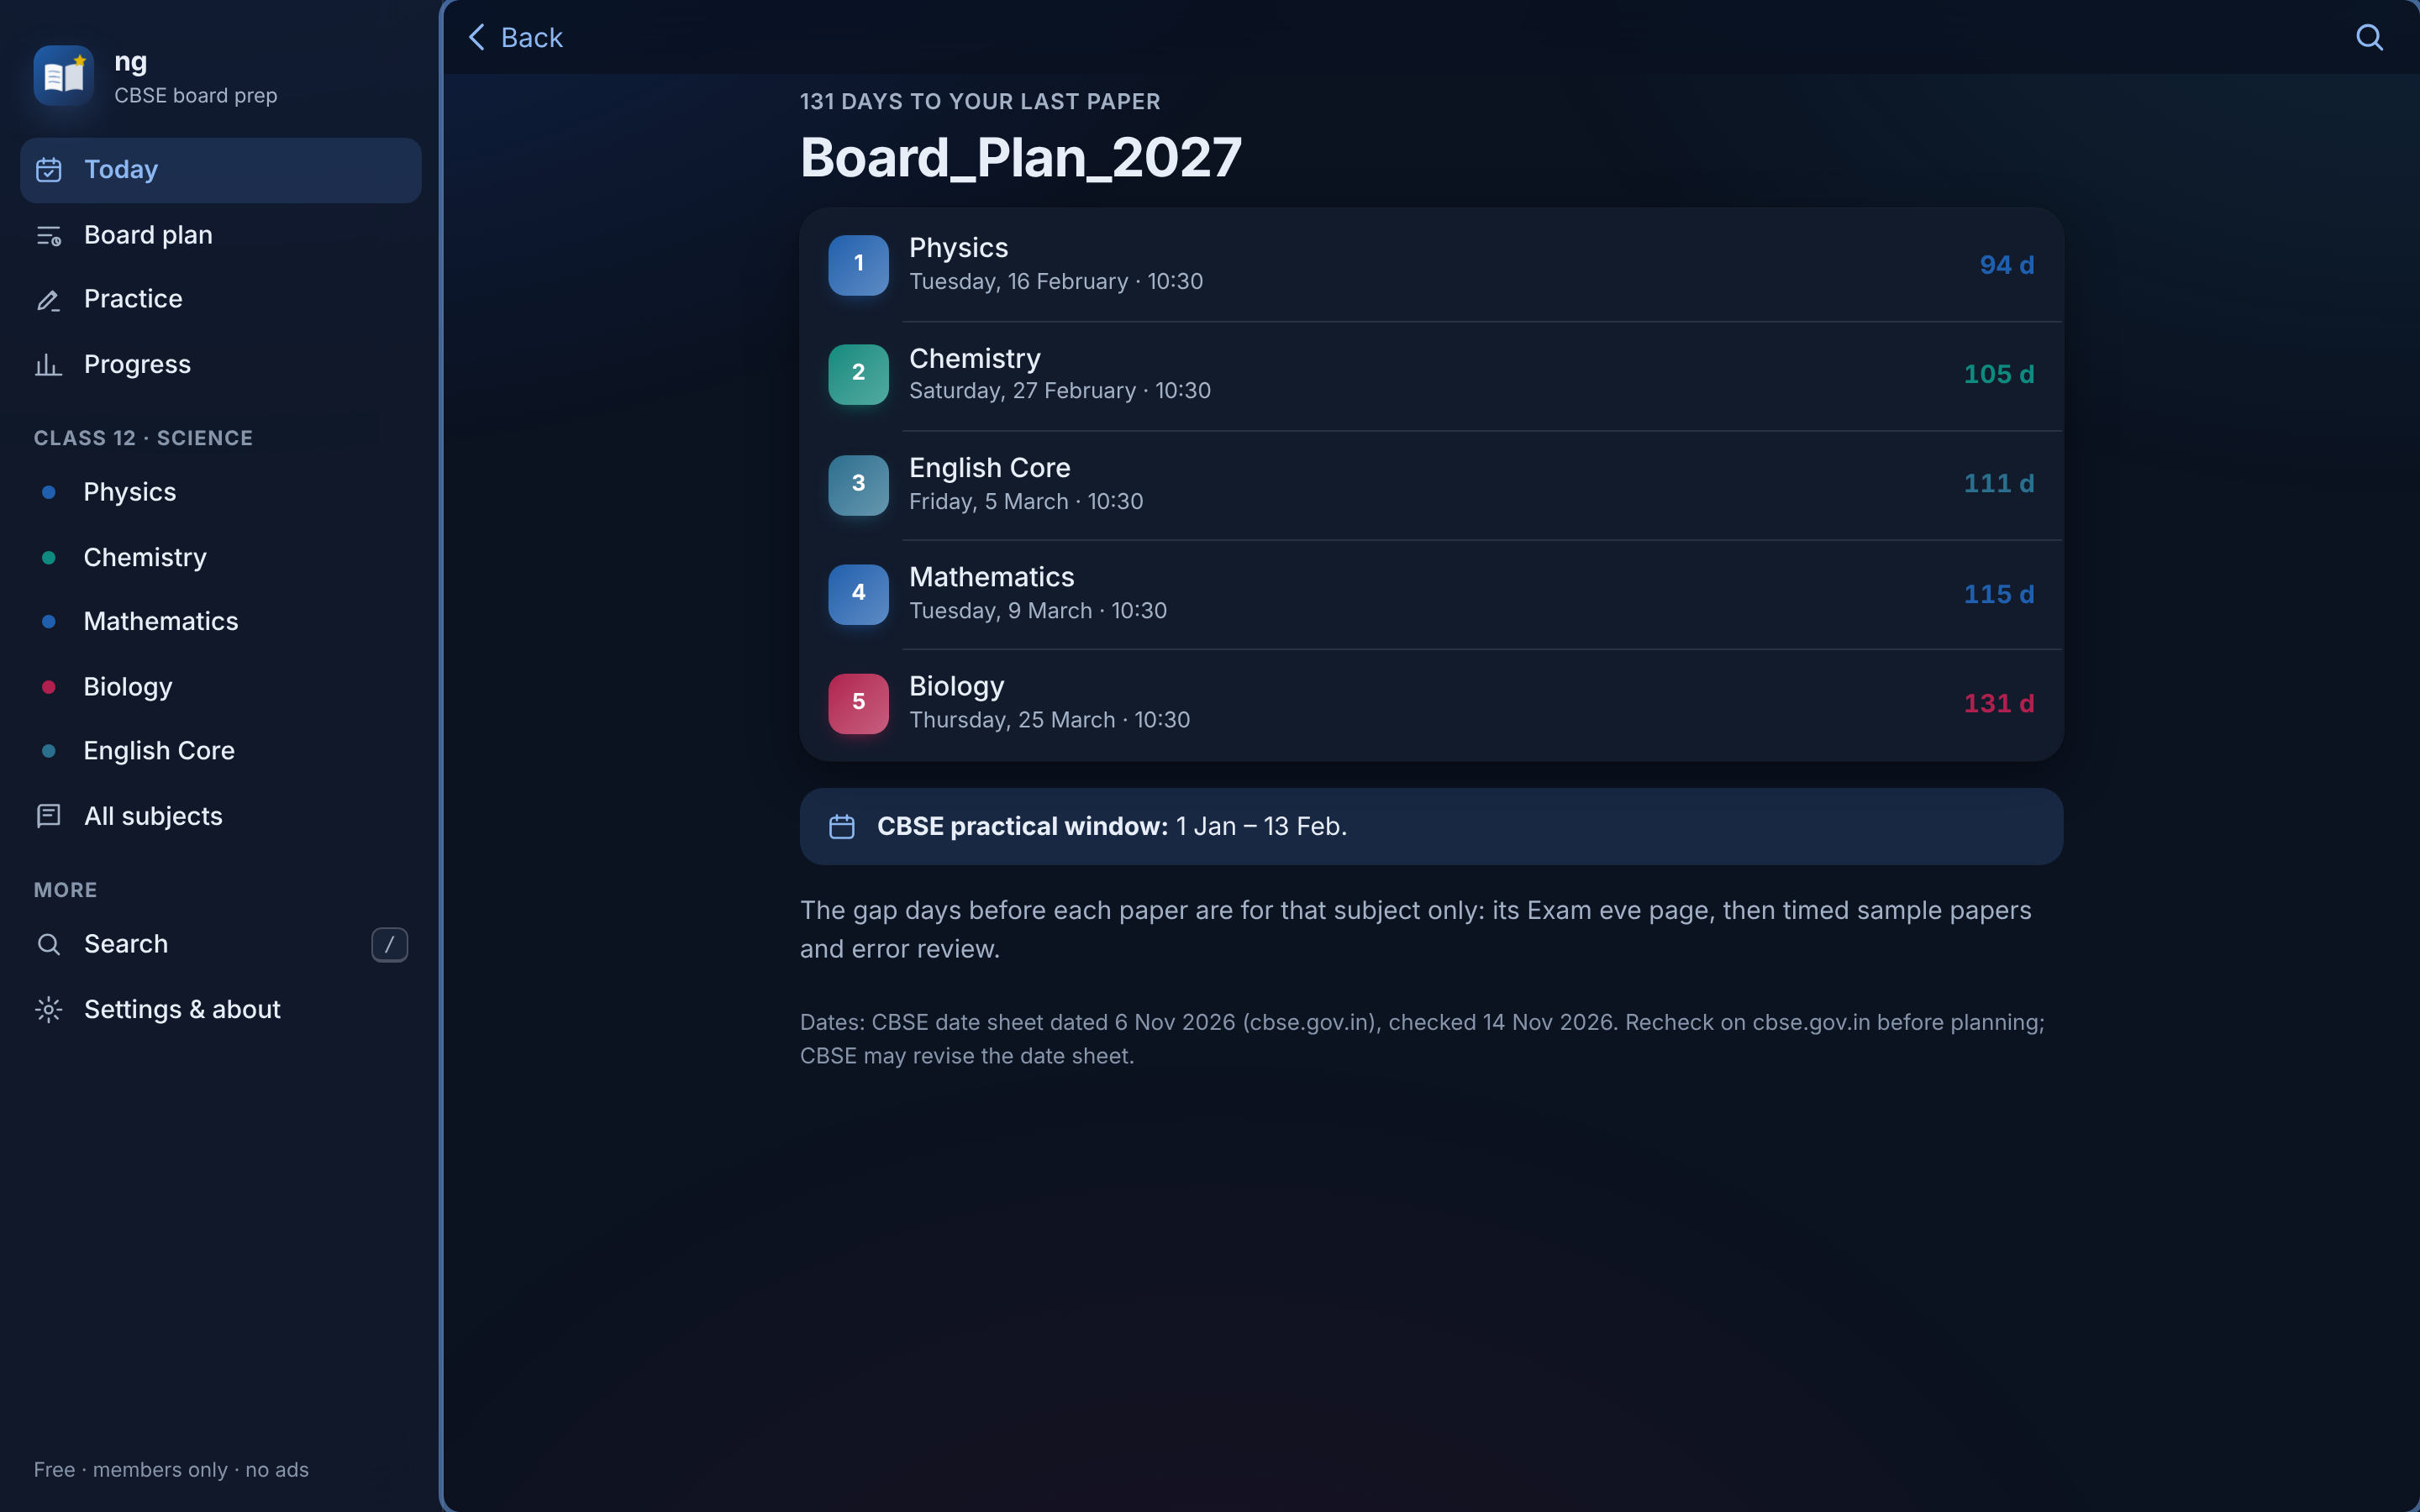 ng
CBSE board prep
Today
Board plan
Practice
Progress
CLASS 12 · SCIENCE
Physics
Chemistry
Mathematics
Biology
English Core
All subjects
MORE
Search
/
Settings & about
Free · members only · no ads
Back
131 DAYS TO YOUR LAST PAPER
Board_Plan_2027
1
Physics
Tuesday, 16 February · 10:30
94 d
2
Chemistry
Saturday, 27 February · 10:30
105 d
3
English Core
Friday, 5 March · 10:30
111 d
4
Mathematics
Tuesday, 9 March · 10:30
115 d
5
Biology
Thursday, 25 March · 10:30
131 d
CBSE practical window: 1 Jan – 13 Feb.
The gap days before each paper are for that subject only: its Exam eve page, then timed sample papers
and error review.
Dates: CBSE date sheet dated 6 Nov 2026 (cbse.gov.in), checked 14 Nov 2026. Recheck on cbse.gov.in before planning;
CBSE may revise the date sheet.